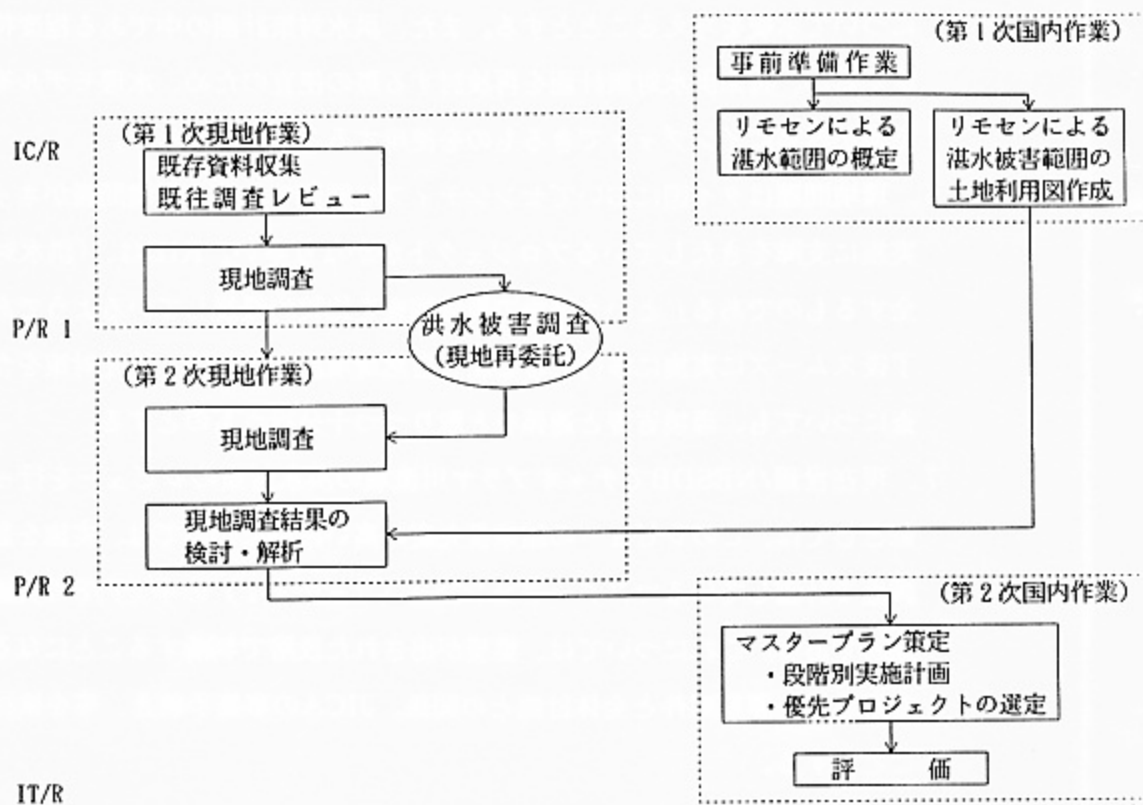 (第1次国内作業)
事前準備作業
リモセンによる
湛水範囲の概定
リモセンによる
湛水被害範囲の
土地利用図作成
IC/R
(第1次現地作業)
既存資料収集
既往調査レビュー
現地調査
P/R 1
洪水被害調査
(現地再委託)
(第2次現地作業)
現地調査
現地調査結果の
検討・解析
P/R 2
(第2次国内作業)
マスタープラン策定
・段階別実施計画
・優先プロジェクトの選定
評　価
IT/R